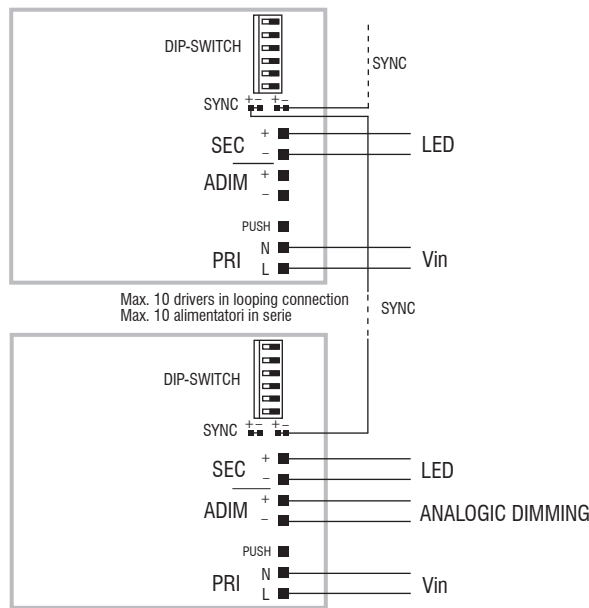 DIP-SWITCH
SYNC
SYNC + - + -
SEC + -
LED
ADIM + -
PUSH
PRI N L
Vin
Max. 10 drivers in looping connection
Max. 10 alimentatori in serie
SYNC
DIP-SWITCH
SYNC + - + -
SEC + -
LED
ADIM + -
ANALOGIC DIMMING
PUSH
PRI N L
Vin